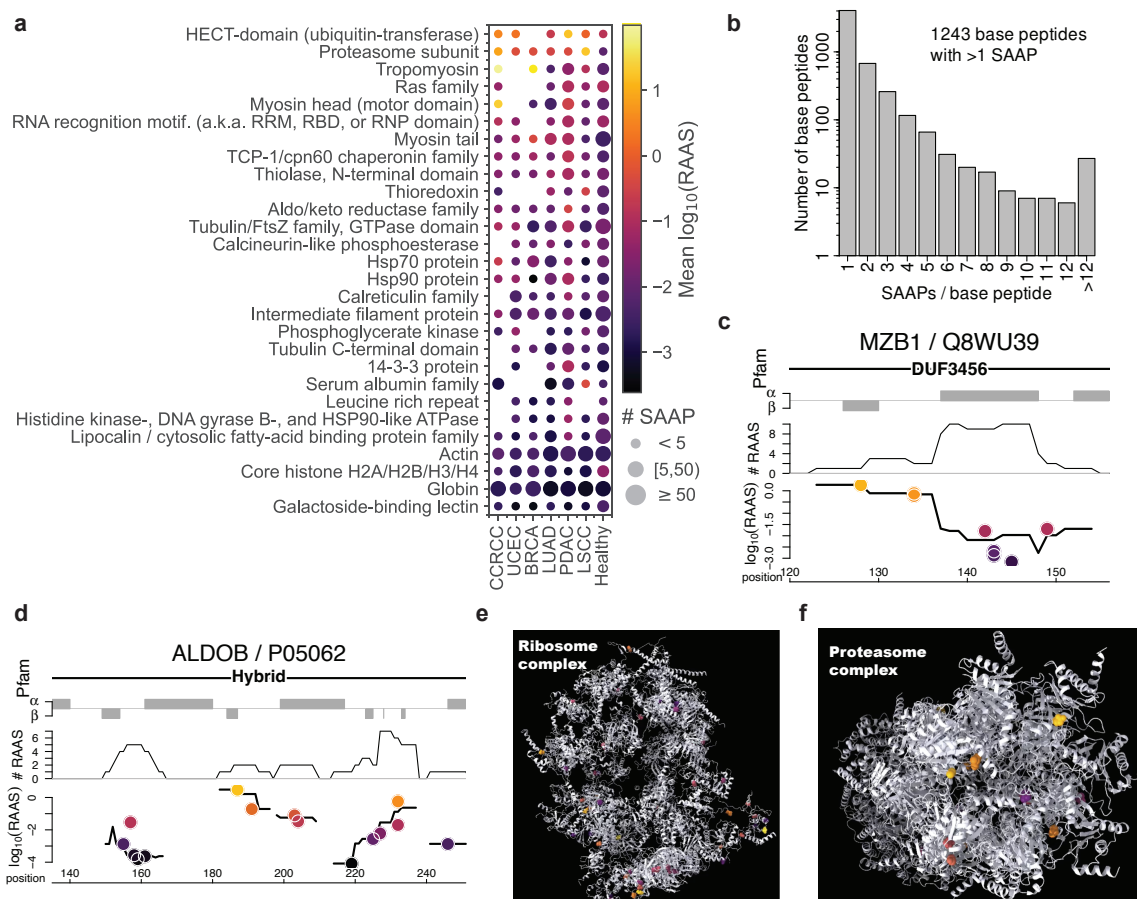 a
HECT-domain (ubiquitin-transferase)
Proteasome subunit
Tropomyosin
Ras family
Myosin head (motor domain)
RNA recognition motif. (a.k.a. RRM, RBD, or RNP domain)
Myosin tail
TCP-1/cpn60 chaperonin family
Thiolase, N-terminal domain
Thioredoxin
Aldo/keto reductase family
Tubulin/FtsZ family, GTPase domain
Calcineurin-like phosphoesterase
Hsp70 protein
Hsp90 protein
Calreticulin family
Intermediate filament protein
Phosphoglycerate kinase
Tubulin C-terminal domain
14-3-3 protein
Serum albumin family
Leucine rich repeat
Histidine kinase-, DNA gyrase B-, and HSP90-like ATPase
Lipocalin / cytosolic fatty-acid binding protein family
Actin
Core histone H2A/H2B/H3/H4
Globin
Galactoside-binding lectin
CCRCC
UCEC
BRCA
LUAD
PDAC
LSCC
Healthy
1
0
−1
−2
−3
Mean log10(RAAS)
# SAAP
< 5
[5,50)
≥ 50
b
1243 base peptides
with >1 SAAP
Number of base peptides
1000
100
10
1
1 2 3 4 5 6 7 8 9 10 11 12 >12
SAAPs / base peptide
c
MZB1 / Q8WU39
Pfam
DUF3456
α
β
# RAAS
8
4
0
log10(RAAS)
0.0
−1.5
−3.0
position
120 130 140 150
d
ALDOB / P05062
Pfam
Hybrid
α
β
# RAAS
6
4
2
0
log10(RAAS)
0
−2
−4
position
140 160 180 200 220 240
e
Ribosome
complex
f
Proteasome
complex